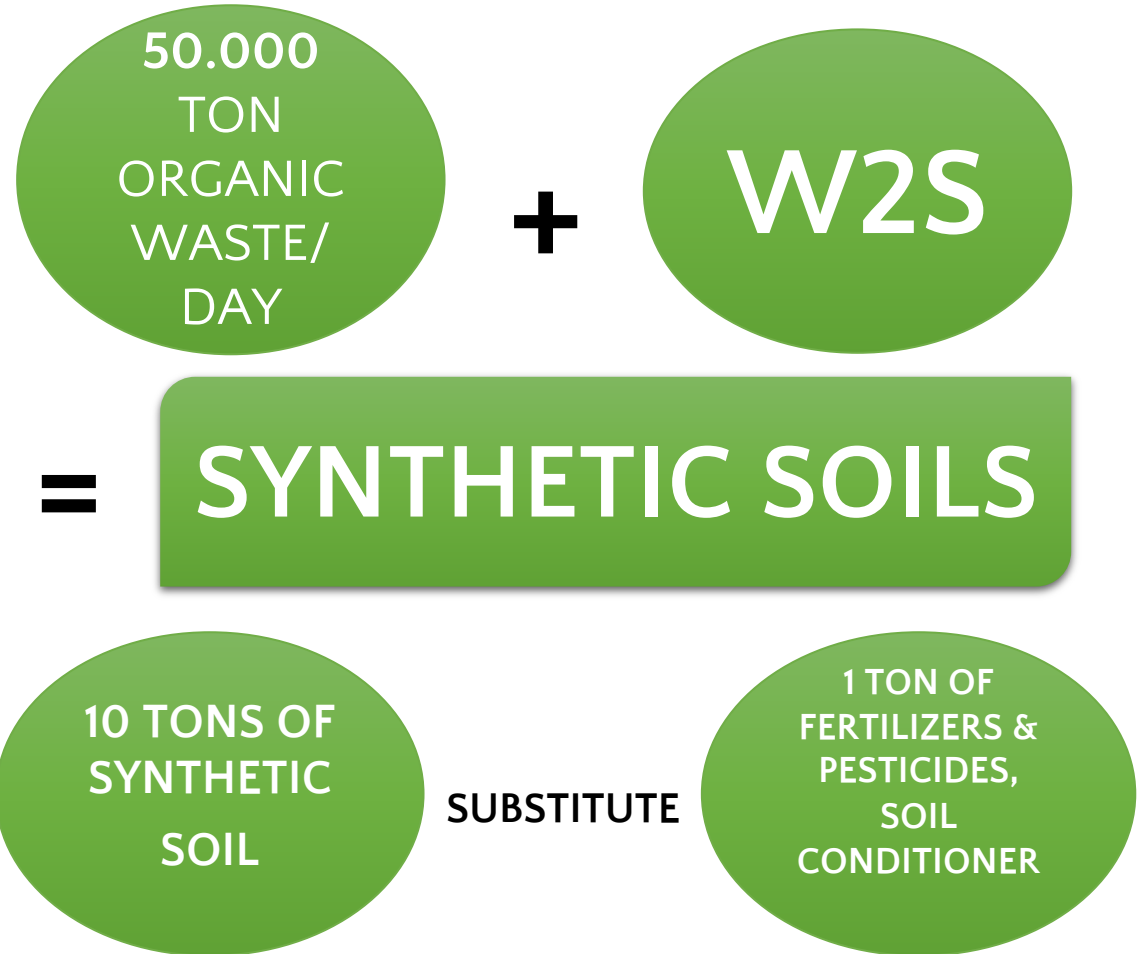 50.000
TON
ORGANIC
WASTE/
DAY
+
W2S
=
SYNTHETIC SOILS
10 TONS OF
SYNTHETIC
SOIL
SUBSTITUTE
1 TON OF
FERTILIZERS &
PESTICIDES,
SOIL
CONDITIONER